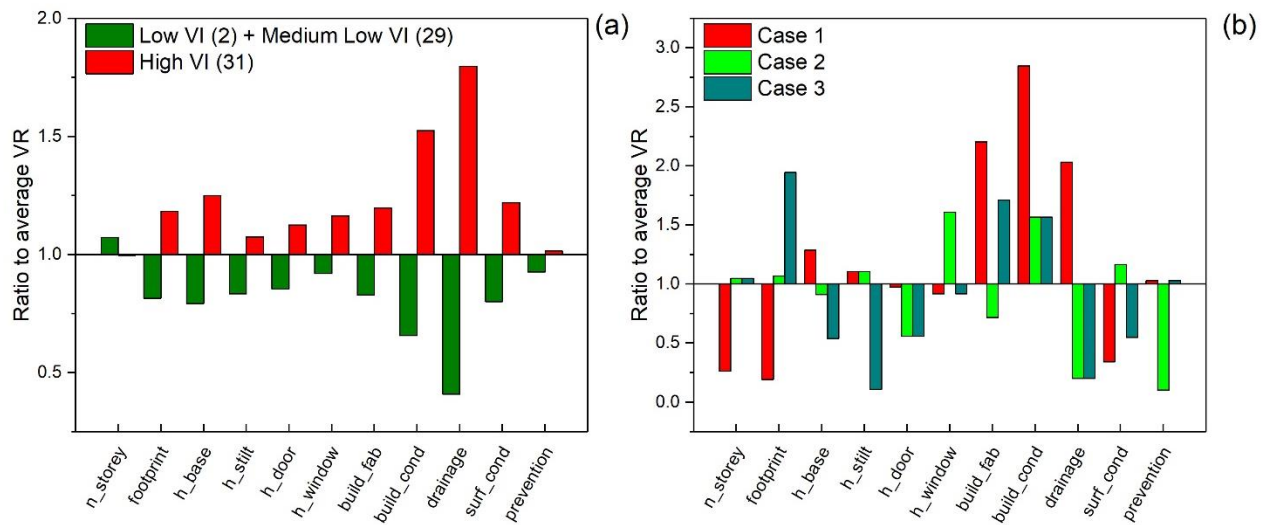 (a)
Low VI (2) + Medium Low VI (29)
High VI (31)
Ratio to average VR
2.0
1.5
1.0
0.5
n_storey
footprint
h_base
h_stilt
h_door
h_window
build_fab
build_cond
drainage
surf_cond
prevention
(b)
Case 1
Case 2
Case 3
Ratio to average VR
3.0
2.5
2.0
1.5
1.0
0.5
0.0
n_storey
footprint
h_base
h_stilt
h_door
h_window
build_fab
build_cond
drainage
surf_cond
prevention